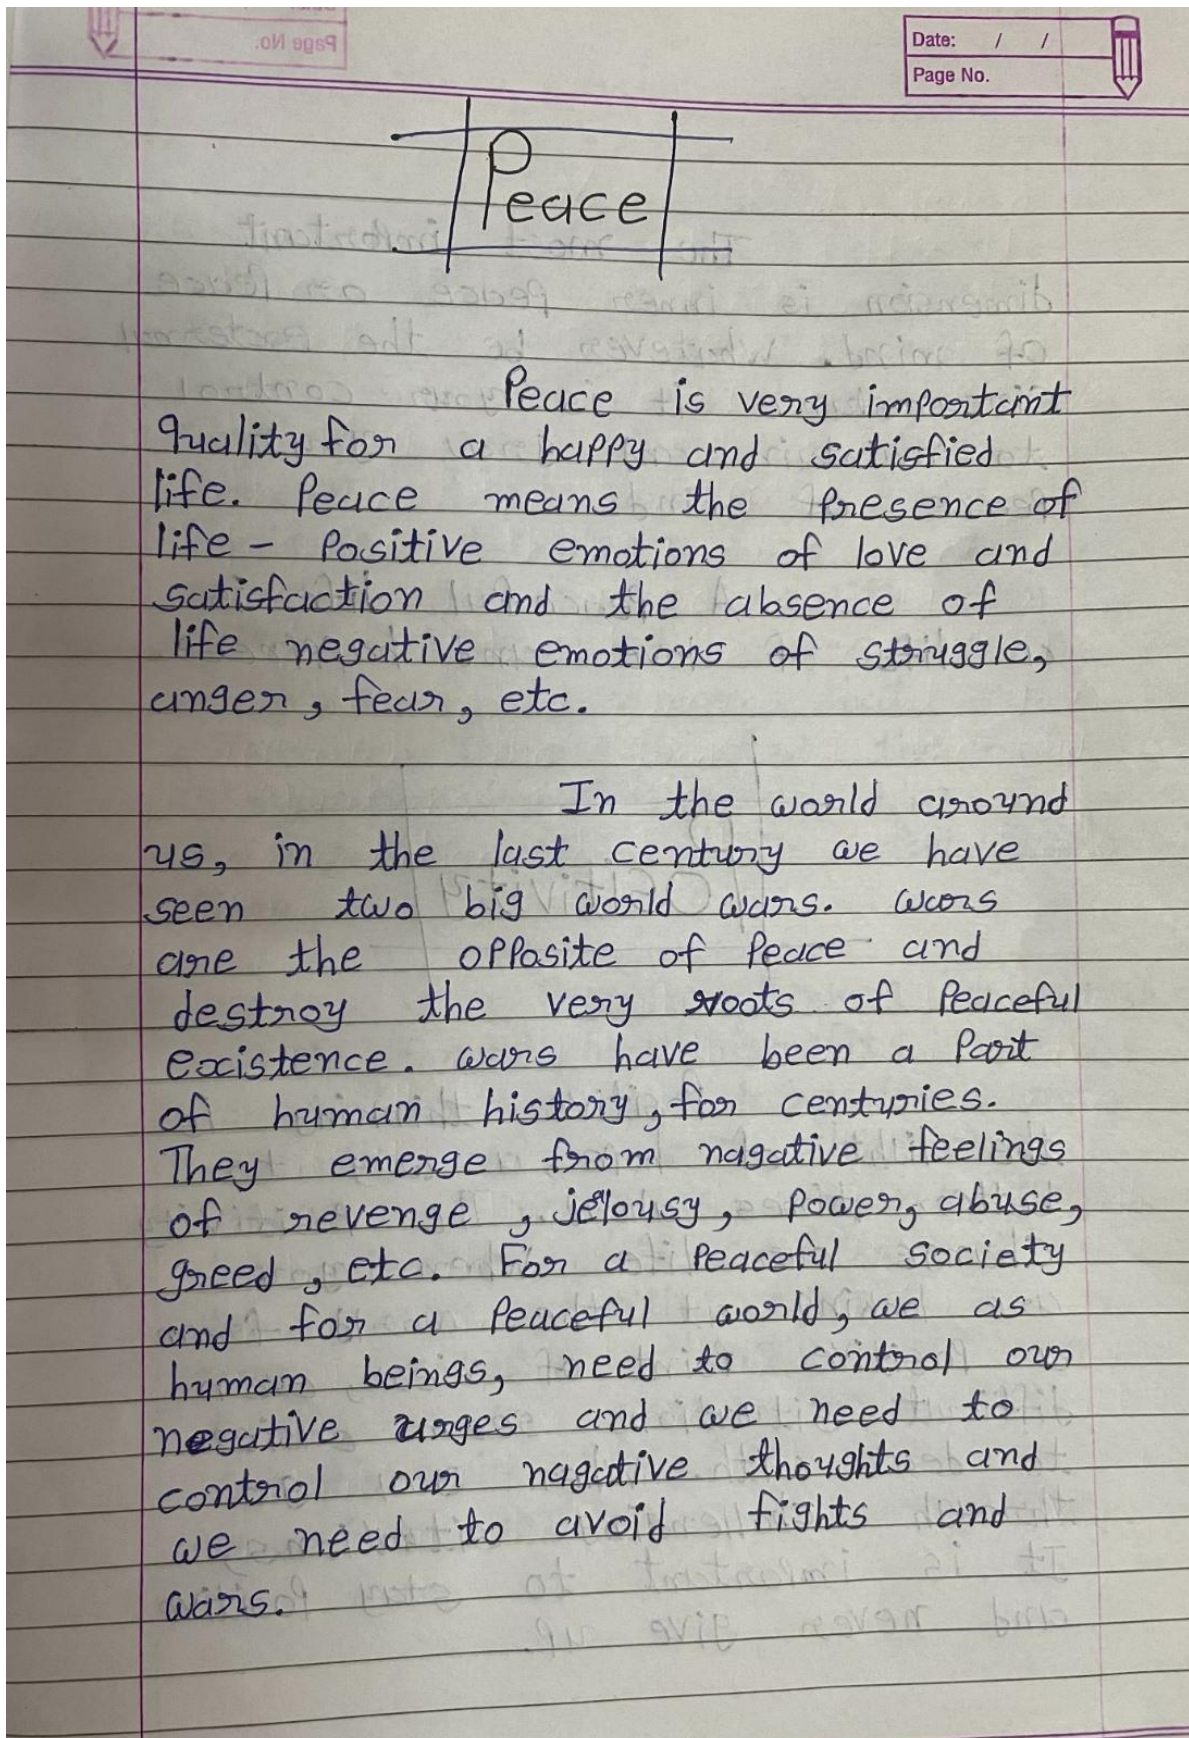 Page No.
Date: / /
Page No.
Peace
Peace is very important
quality for a happy and satisfied
life. Peace means the presence of
life - Positive emotions of love and
satisfaction and the absence of
life negative emotions of struggle,
anger, fear, etc.
In the world around
us, in the last century we have
seen two big world wars. wars
are the opposite of Peace and
destroy the very roots of Peaceful
existence. wars have been a Part
of human history, for centuries.
They emerge from nagative feelings
of revenge, jelousy, Power, abuse,
greed, etc. For a Peaceful society
and for a Peaceful world, we as
human beings, need to control our
negative urges and we need to
control our nagative thoughts and
we need to avoid fights and
wars.